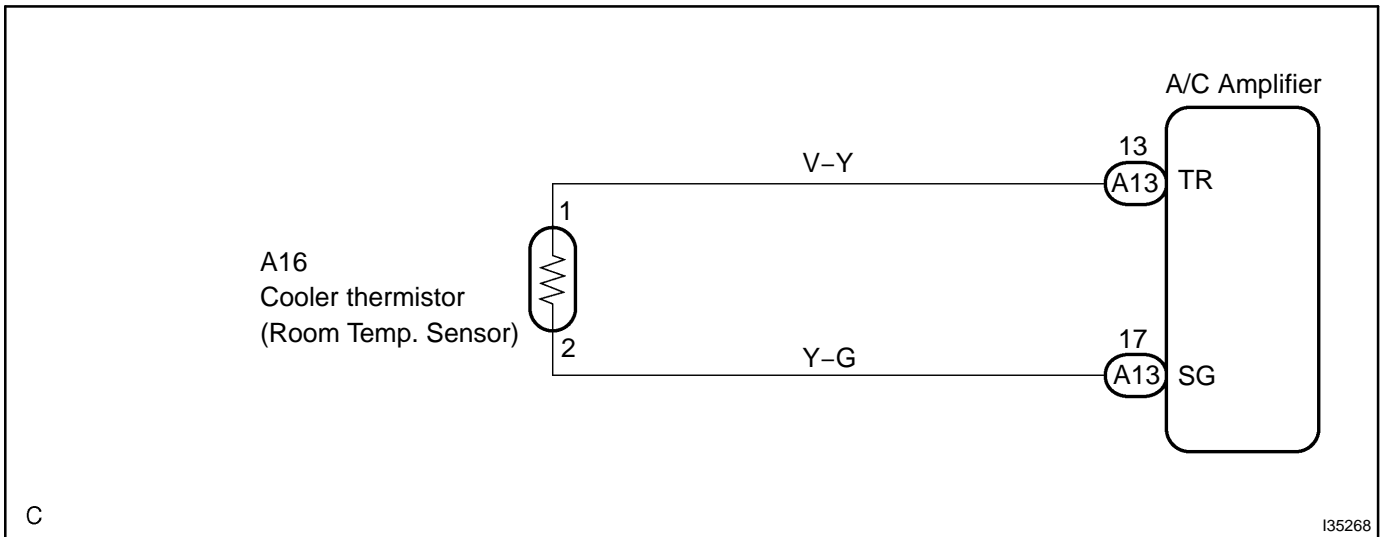 A/C Amplifier
13
V–Y
A13 TR
1
A16
Cooler thermistor
(Room Temp. Sensor)
2
17
Y–G
A13 SG
C
I35268